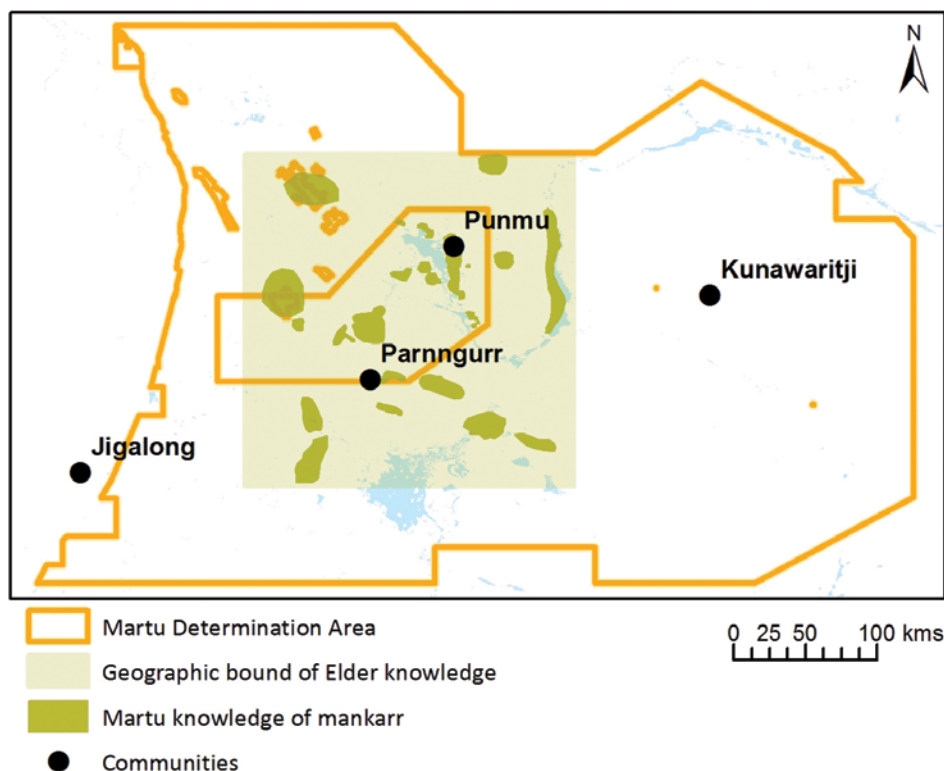 N
Punmu
Kunawaritji
Parnngurr
Jigalong
Martu Determination Area
Geographic bound of Elder knowledge
Martu knowledge of mankarr
Communities
0 25 50 100 kms